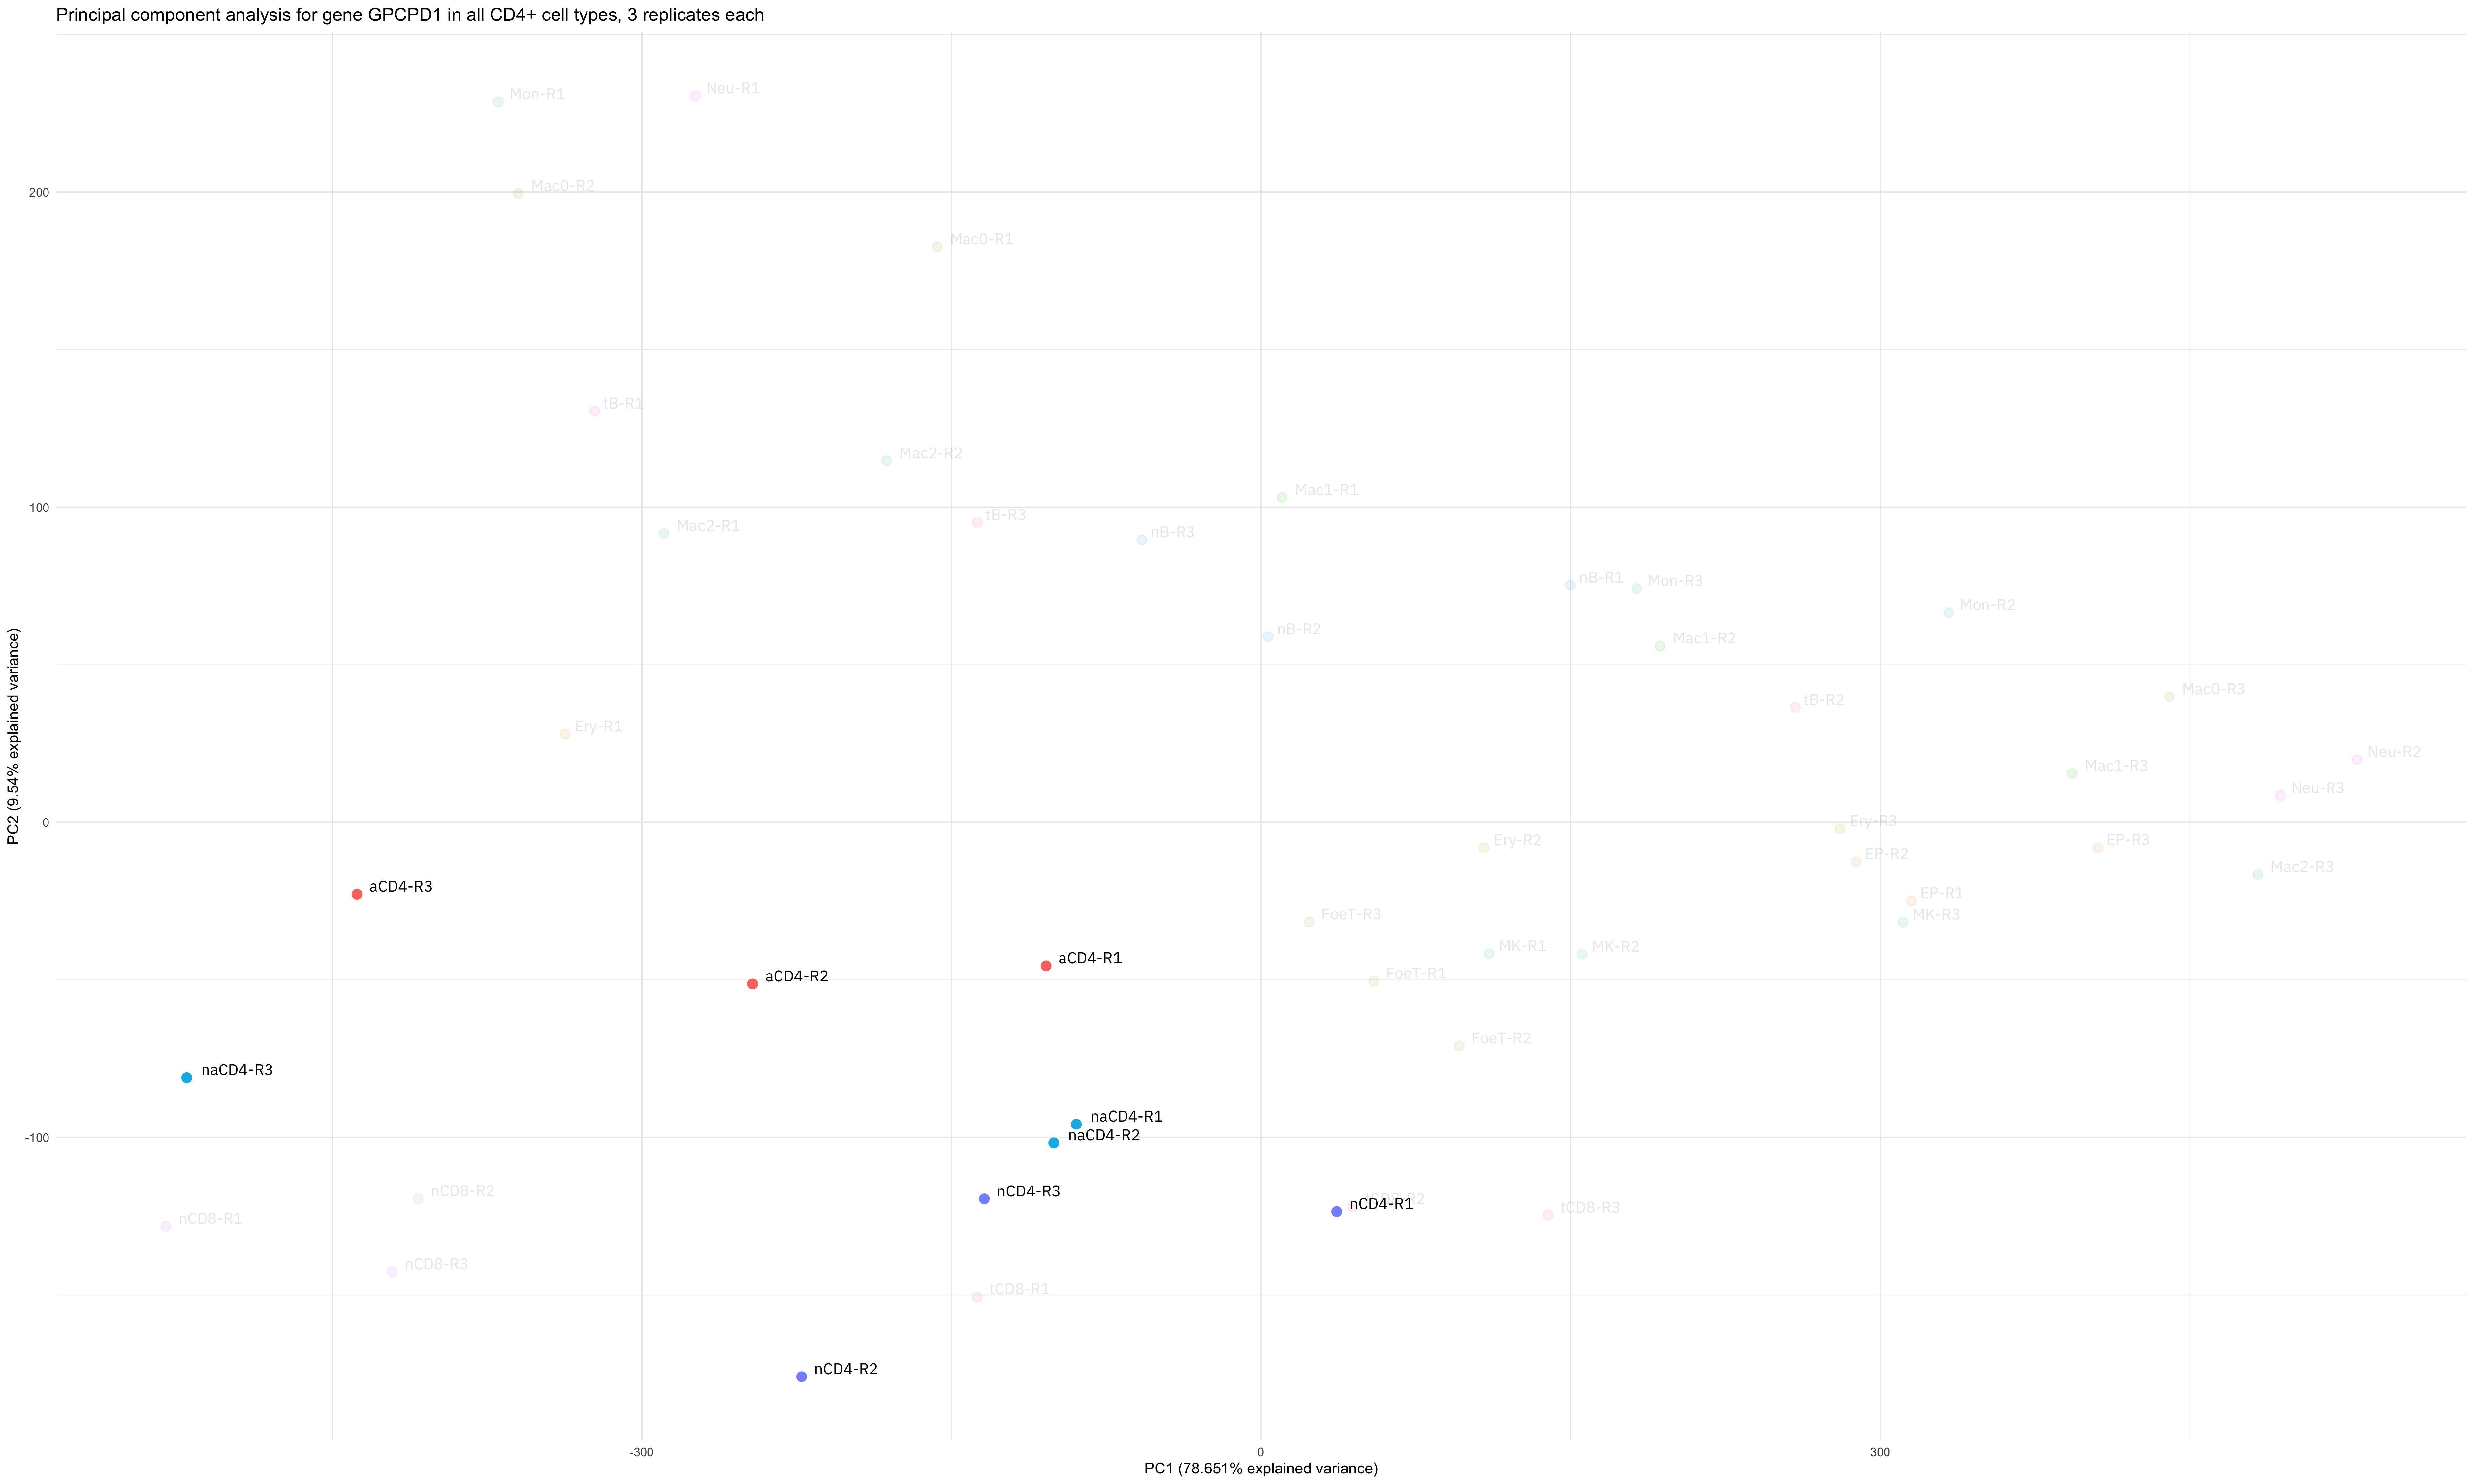 Principal component analysis for gene GPCPD1 in all CD4+ cell types, 3 replicates each
Neu-R1
Mon-R1
200
Mac0-R2
Mac0-R1
tB-R1
Mac2-R2
Mac1-R1
100
tB-R3
Mac2-R1
nB-R3
nB-R1
Mon-R3
Mon-R2
nB-R2
Mac1-R2
Mac0-R3
tB-R2
Ery-R1
Neu-R2
Mac1-R3
Neu-R3
0
Ery-R3
Ery-R2
EP-R3
EP-R2
Mac2-R3
aCD4-R3
EP-R1
FoeT-R3
MK-R3
MK-R1
MK-R2
aCD4-R1
FoeT-R1
aCD4-R2
FoeT-R2
naCD4-R3
naCD4-R1
naCD4-R2
-100
nCD8-R2
nCD4-R3
tCD8-R2
nCD4-R1
tCD8-R3
nCD8-R1
nCD8-R3
tCD8-R1
nCD4-R2
-300
0
300
PC1 (78.651% explained variance)
PC2 (9.54% explained variance)